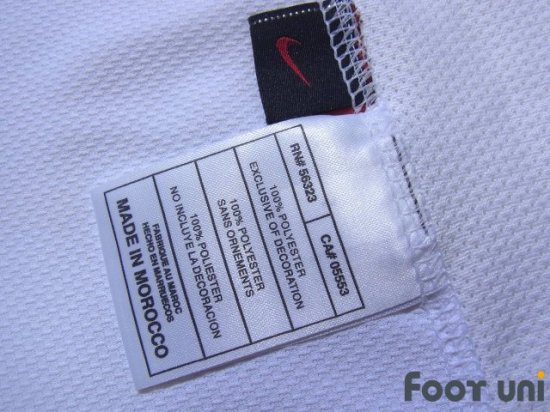 RN# 56323 CA# 05553
100% POLYESTER
EXCLUSIVE OF DECORATION
100% POLYESTER
SANS ORNEMENTS
100% POLIESTER
NO INCLUYE LA DECORACION
FABRIQUE AU MAROC
HECHO EN MARRUECOS
MADE IN MOROCCO
FOOT UNI